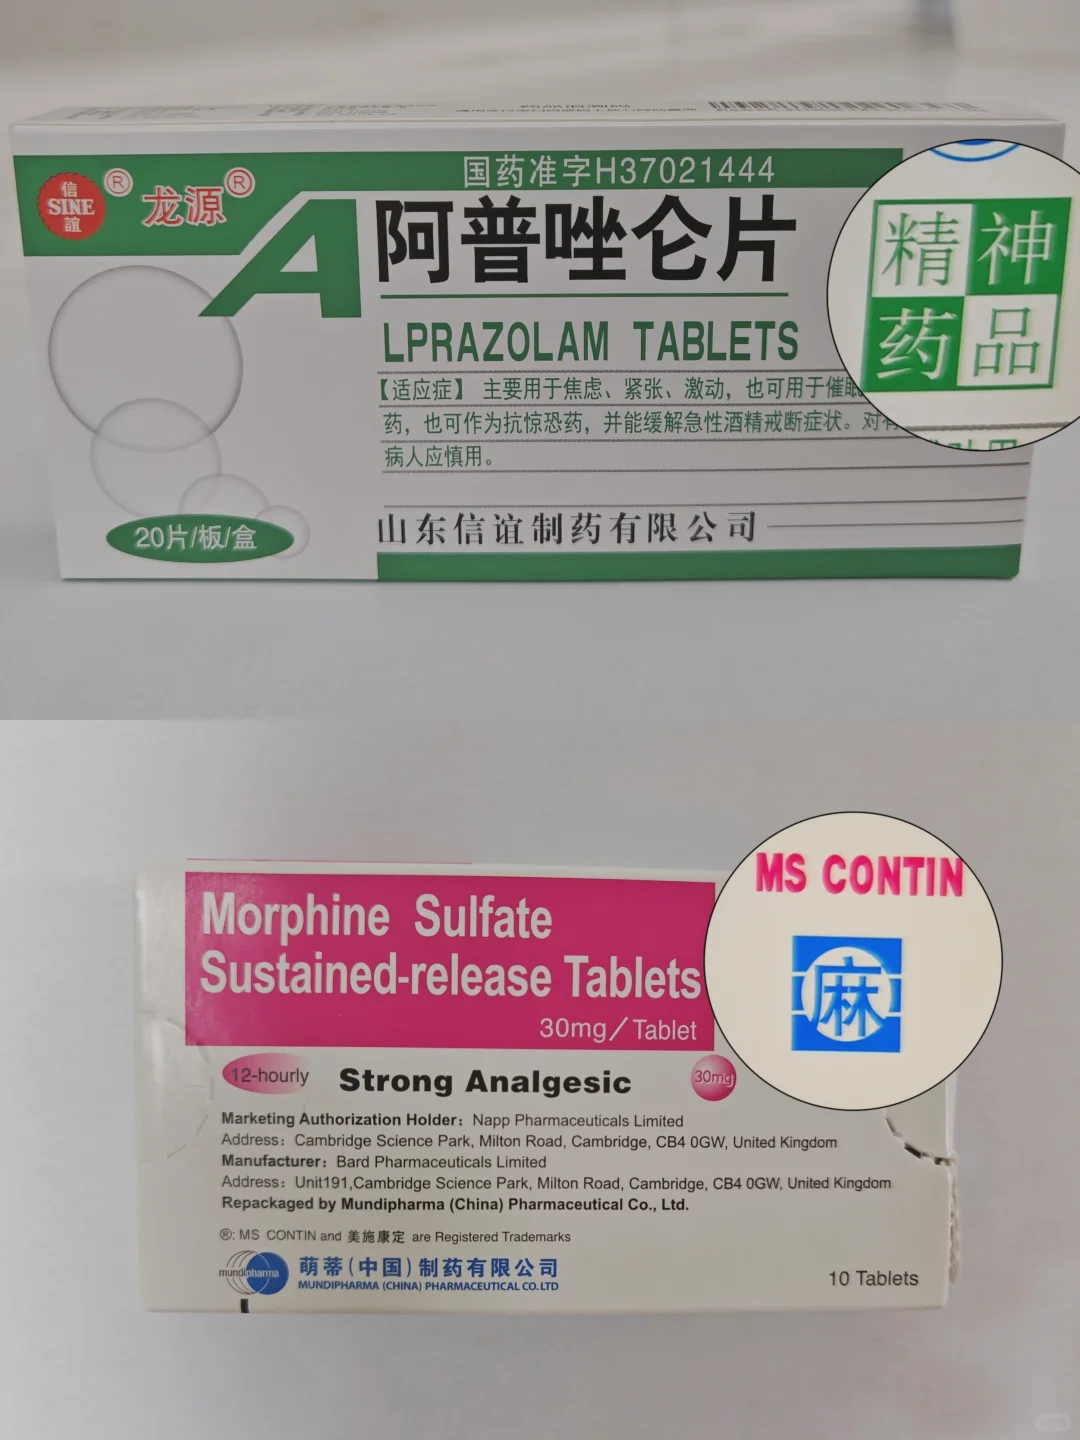 国药准字H37021444
信
SINE
誼
® 龙源®
A 阿普唑仑片
LPRAZOLAM TABLETS
【适应症】 主要用于焦虑、紧张、激动，也可用于催眠
药，也可作为抗惊恐药，并能缓解急性酒精戒断症状。对有
病人应慎用。
山东信谊制药有限公司
20片/板/盒
精神
药品
Morphine Sulfate
Sustained-release Tablets
30mg/Tablet
MS CONTIN
麻
12-hourly Strong Analgesic 30mg
Marketing Authorization Holder: Napp Pharmaceuticals Limited
Address: Cambridge Science Park, Milton Road, Cambridge, CB4 0GW, United Kingdom
Manufacturer: Bard Pharmaceuticals Limited
Address: Unit191,Cambridge Science Park, Milton Road, Cambridge, CB4 0GW, United Kingdom
Repackaged by Mundipharma (China) Pharmaceutical Co., Ltd.
®: MS CONTIN and 美施康定 are Registered Trademarks
mundipharma
萌蒂(中国)制药有限公司
MUNDIPHARMA (CHINA) PHARMACEUTICAL CO.LTD
10 Tablets